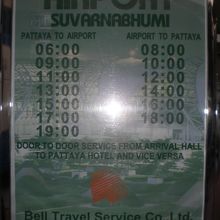 AIRPORT
SUVARNABHUMI
PATTAYA TO AIRPORT AIRPORT TO PATTAYA
06:00 08:00
09:00 10:00
11:00 12:00
13:00 14:00
15:00 16:00
17:00 18:00
19:00
DOOR TO DOOR SERVICE FROM ARRIVAL HALL
TO PATTAYA HOTEL AND VICE VERSA
Bell Travel Service Co.,Ltd.